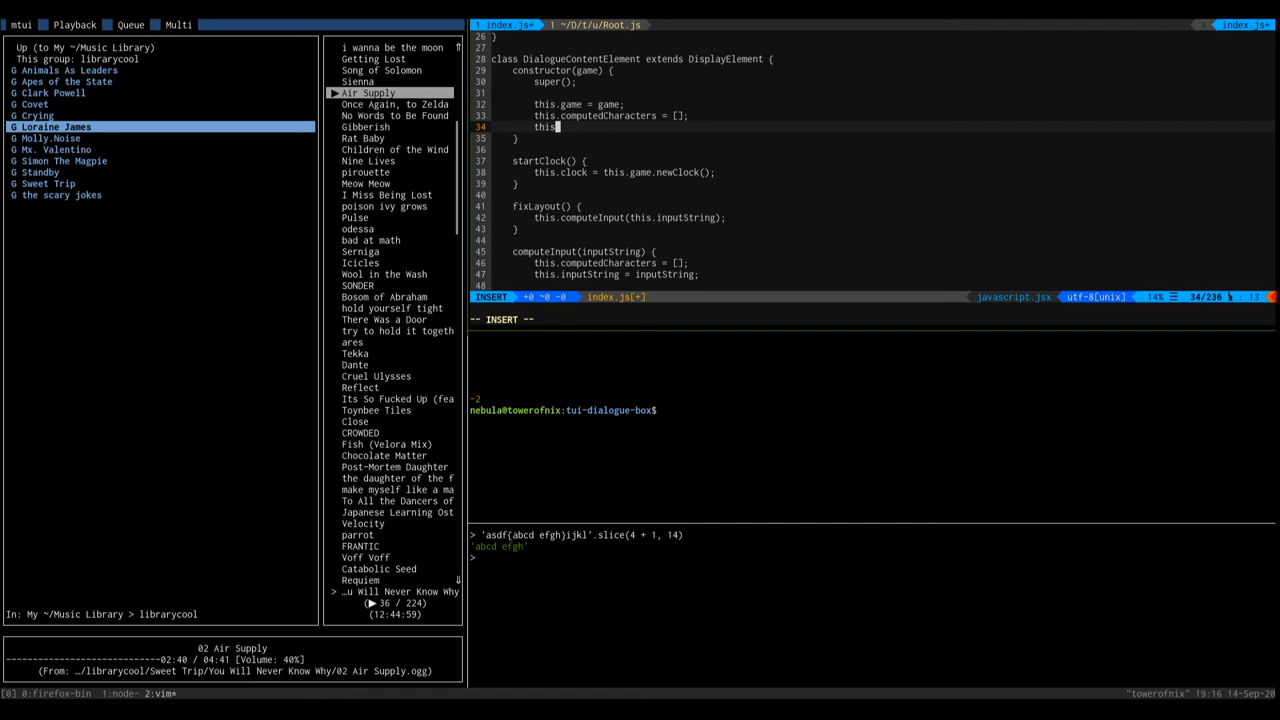 mtui Playback Queue Multi
Up (to My ~/Music Library)
This group: librarycool
G Animals As Leaders
G Apes of the State
G Clark Powell
G Covet
G Crying
G Loraine James
G Molly.Noise
G Mx. Valentino
G Simon The Magpie
G Standby
G Sweet Trip
G the scary jokes
In: My ~/Music Library > librarycool
i wanna be the moon ⇑
Getting Lost
Song of Solomon
Sienna
▶ Air Supply
Once Again, to Zelda
No Words to Be Found
Gibberish
Rat Baby
Children of the Wind
Nine Lives
pirouette
Meow Meow
I Miss Being Lost
poison ivy grows
Pulse
odessa
bad at math
Serniga
Icicles
Wool in the Wash
SONDER
Bosom of Abraham
hold yourself tight
There Was a Door
try to hold it togeth
ares
Tekka
Dante
Cruel Ulysses
Reflect
Its So Fucked Up (fea
Toynbee Tiles
Close
CROWDED
Fish (Velora Mix)
Chocolate Matter
Post-Mortem Daughter
the daughter of the f
make myself like a ma
To All the Dancers of
Japanese Learning Ost
Velocity
parrot
FRANTIC
Voff Voff
Catabolic Seed
Requiem ⇓
> …u Will Never Know Why
(▶ 36 / 224)
(12:44:59)
02 Air Supply
-----------------------------02:40 / 04:41 [Volume: 40%]
(From: …/librarycool/Sweet Trip/You Will Never Know Why/02 Air Supply.ogg)
1 index.js+ 1 ~/D/t/u/Root.js index.js+
26 }
27
28 class DialogueContentElement extends DisplayElement {
29 constructor(game) {
30 super();
31
32 this.game = game;
33 this.computedCharacters = [];
34 this
35 }
36
37 startClock() {
38 this.clock = this.game.newClock();
39 }
40
41 fixLayout() {
42 this.computeInput(this.inputString);
43 }
44
45 computeInput(inputString) {
46 this.computedCharacters = [];
47 this.inputString = inputString;
48
INSERT +0 ~0 -0 index.js[+] javascript.jsx utf-8[unix] 14% ☰ 34/236 : 13
-- INSERT --
-2
nebula@towerofnix:tui-dialogue-box$
> 'asdf{abcd efgh}ijkl'.slice(4 + 1, 14)
'abcd efgh'
>
[0] 0:firefox-bin 1:node- 2:vim* "towerofnix" 19:16 14-Sep-20